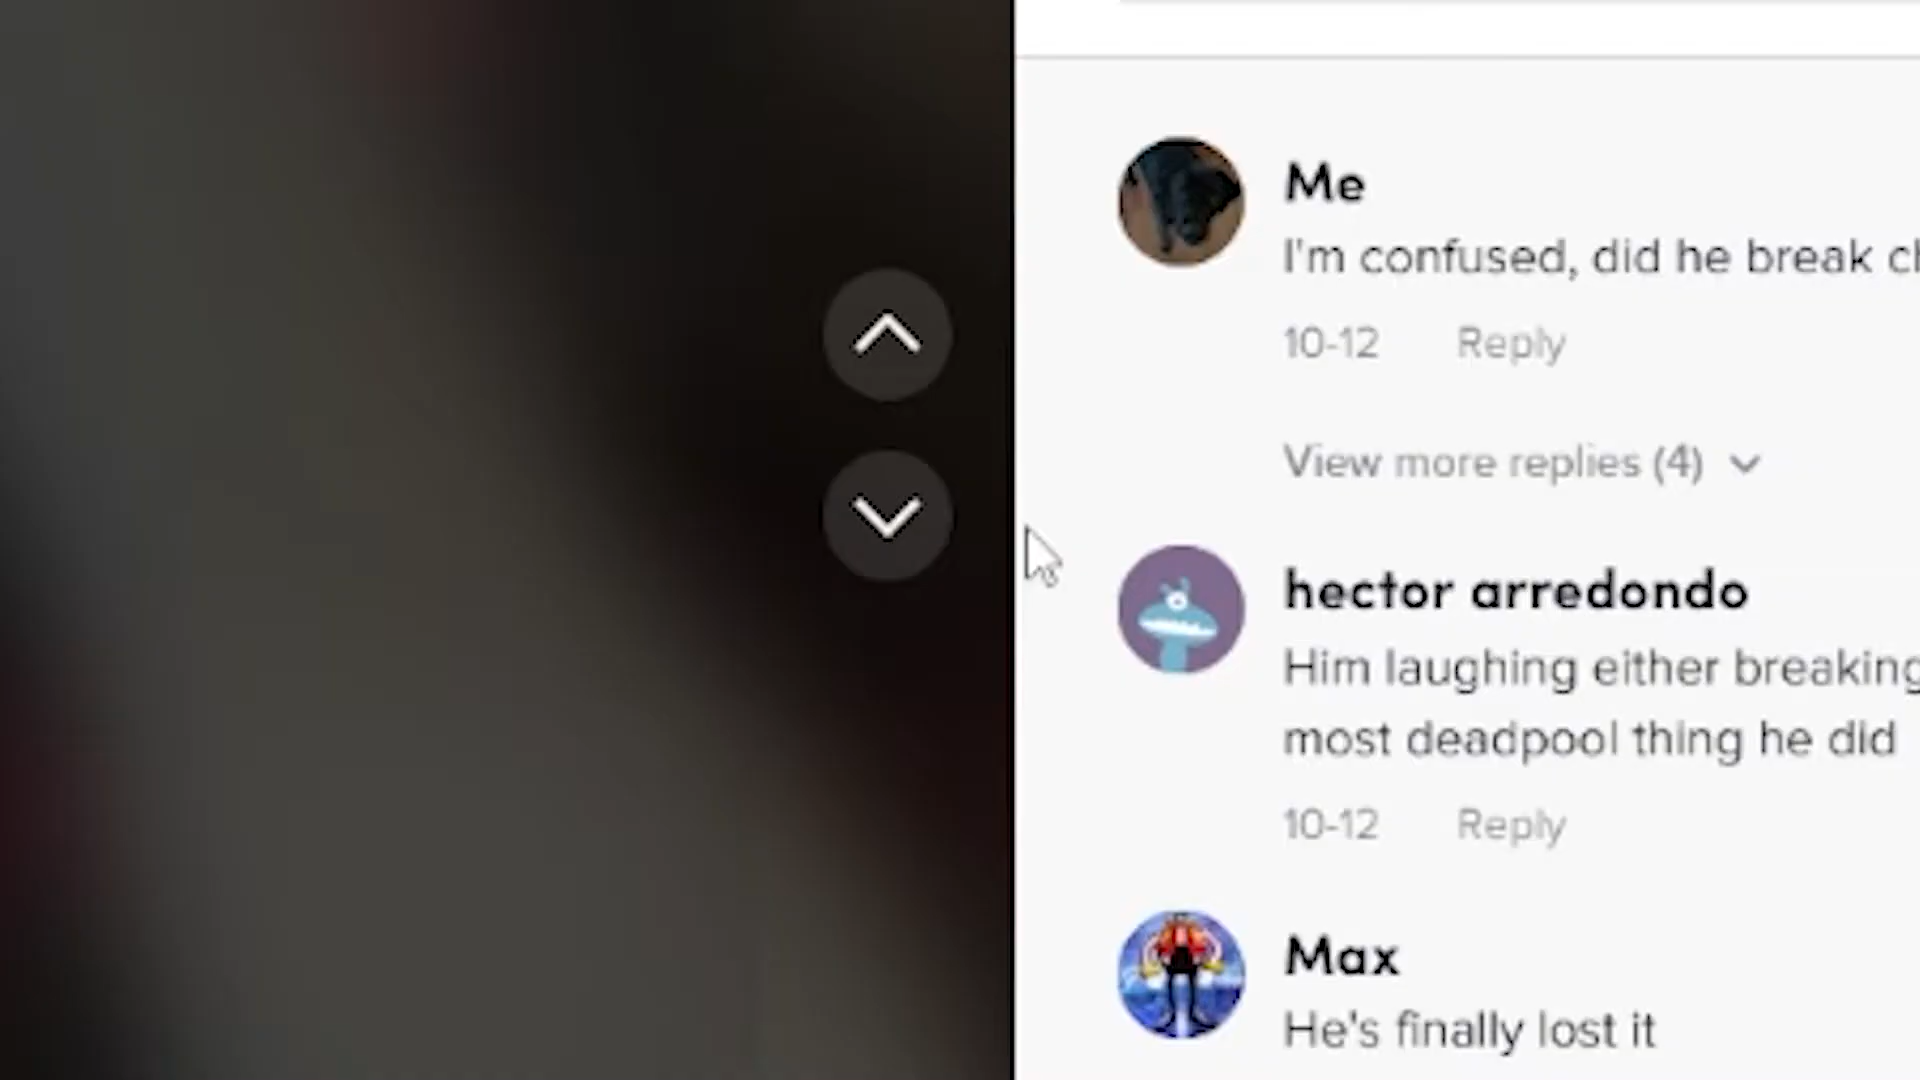 Me
I'm confused, did he break
10-12 Reply
View more replies (4)
hector arredondo
Him laughing either breaking
most deadpool thing he did
10-12 Reply
Max
He's finally lost it